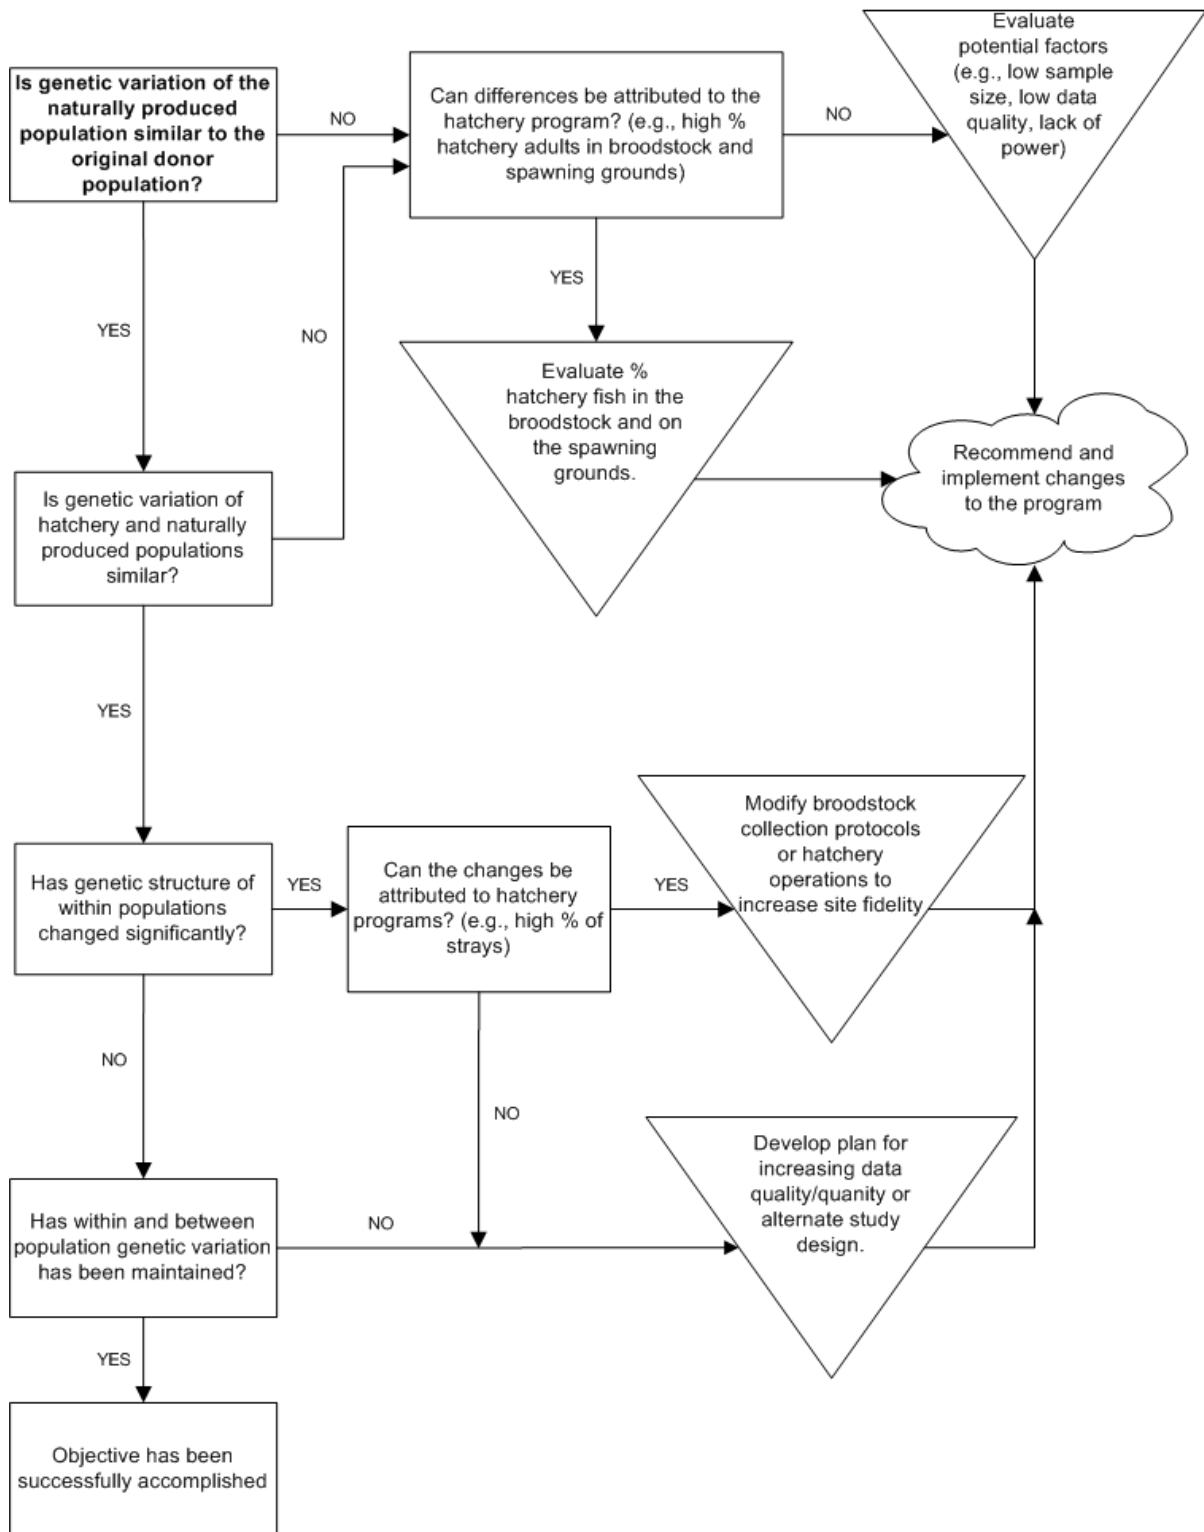 Is genetic variation of the
naturally produced
population similar to the
original donor
population?
NO
Can differences be attributed to the
hatchery program? (e.g., high %
hatchery adults in broodstock and
spawning grounds)
NO
Evaluate
potential factors
(e.g., low sample
size, low data
quality, lack of
power)
YES
NO
YES
Evaluate %
hatchery fish in the
broodstock and on
the spawning
grounds.
Recommend and
implement changes
to the program
Is genetic variation of
hatchery and naturally
produced populations
similar?
YES
Has genetic structure of
within populations
changed significantly?
YES
Can the changes be
attributed to hatchery
programs? (e.g., high % of
strays)
YES
Modify broodstock
collection protocols
or hatchery
operations to
increase site fidelity
NO
NO
Has within and between
population genetic variation
has been maintained?
NO
Develop plan for
increasing data
quality/quanity or
alternate study
design.
YES
Objective has been
successfully accomplished